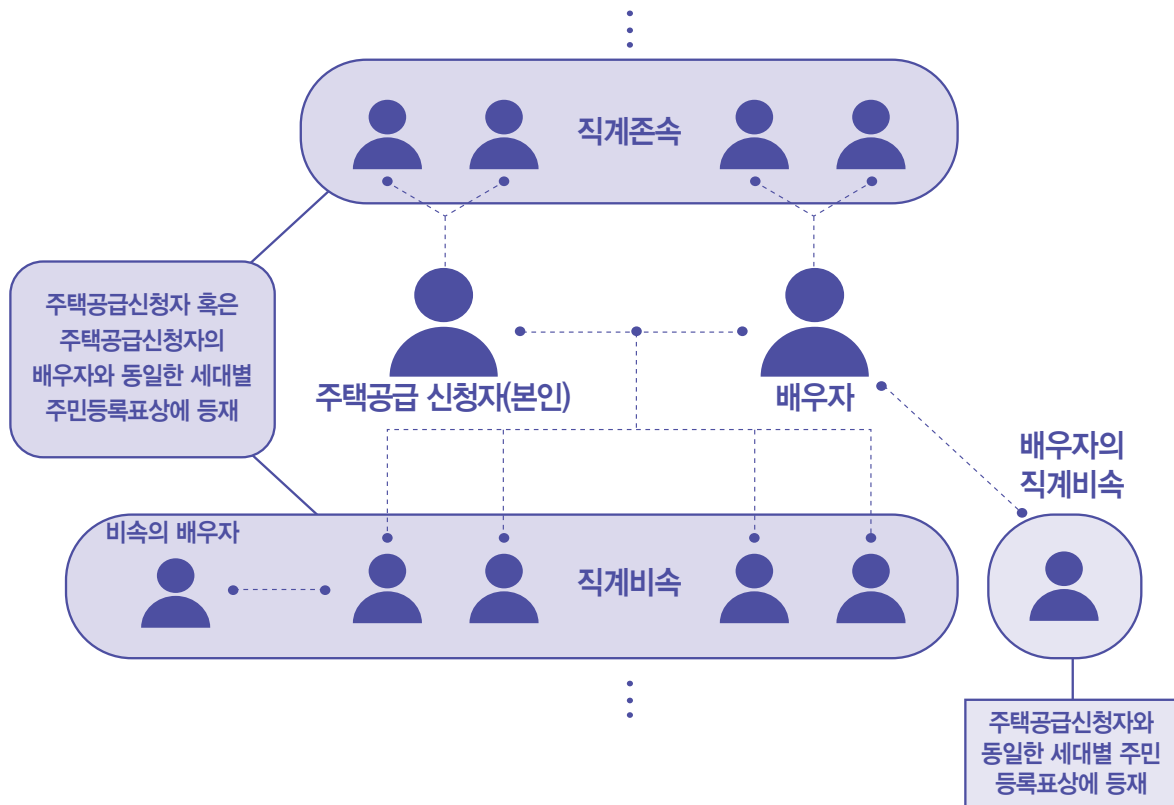 직계존속
주택공급신청자 혹은
주택공급신청자의
배우자와 동일한 세대별
주민등록표상에 등재
주택공급 신청자(본인)
배우자
배우자의
직계비속
비속의 배우자
직계비속
주택공급신청자와
동일한 세대별 주민
등록표상에 등재